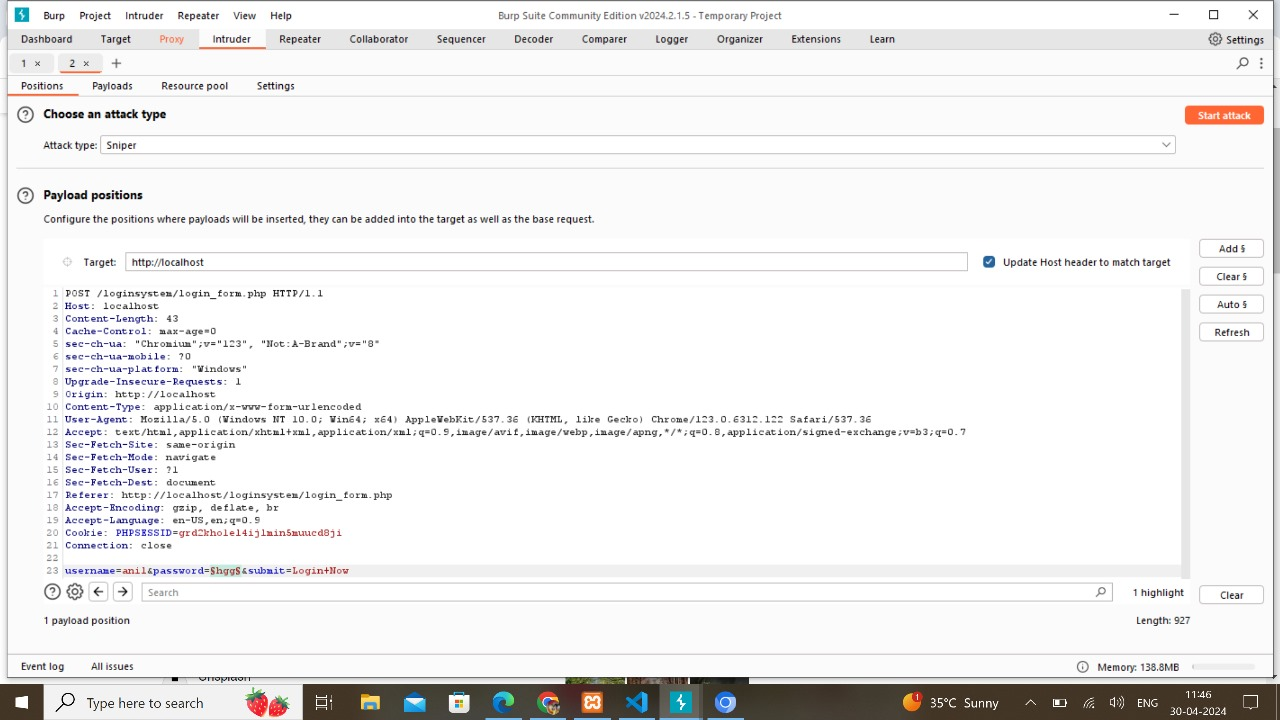 Burp Project Intruder Repeater View Help Burp Suite Community Edition v2024.2.1.5 - Temporary Project
Dashboard Target Proxy Intruder Repeater Collaborator Sequencer Decoder Comparer Logger Organizer Extensions Learn Settings
1 × 2 × +
Positions Payloads Resource pool Settings
? Choose an attack type Start attack
Attack type: Sniper
? Payload positions
Configure the positions where payloads will be inserted, they can be added into the target as well as the base request.
Target: http://localhost Update Host header to match target
Add §
Clear §
Auto §
Refresh
1 POST /loginsystem/login_form.php HTTP/1.1
2 Host: localhost
3 Content-Length: 43
4 Cache-Control: max-age=0
5 sec-ch-ua: "Chromium";v="123", "Not:A-Brand";v="8"
6 sec-ch-ua-mobile: ?0
7 sec-ch-ua-platform: "Windows"
8 Upgrade-Insecure-Requests: 1
9 Origin: http://localhost
10 Content-Type: application/x-www-form-urlencoded
11 User-Agent: Mozilla/5.0 (Windows NT 10.0; Win64; x64) AppleWebKit/537.36 (KHTML, like Gecko) Chrome/123.0.6312.122 Safari/537.36
12 Accept: text/html,application/xhtml+xml,application/xml;q=0.9,image/avif,image/webp,image/apng,*/*;q=0.8,application/signed-exchange;v=b3;q=0.7
13 Sec-Fetch-Site: same-origin
14 Sec-Fetch-Mode: navigate
15 Sec-Fetch-User: ?1
16 Sec-Fetch-Dest: document
17 Referer: http://localhost/loginsystem/login_form.php
18 Accept-Encoding: gzip, deflate, br
19 Accept-Language: en-US,en;q=0.9
20 Cookie: PHPSESSID=
21 Connection: close
22
23 username=anil&password=§hgg§&submit=Login+Now
? Search 1 highlight Clear
1 payload position Length: 927
Event log All issues Memory: 138.8MB
Type here to search 1 35°C Sunny ENG 11:46
30-04-2024